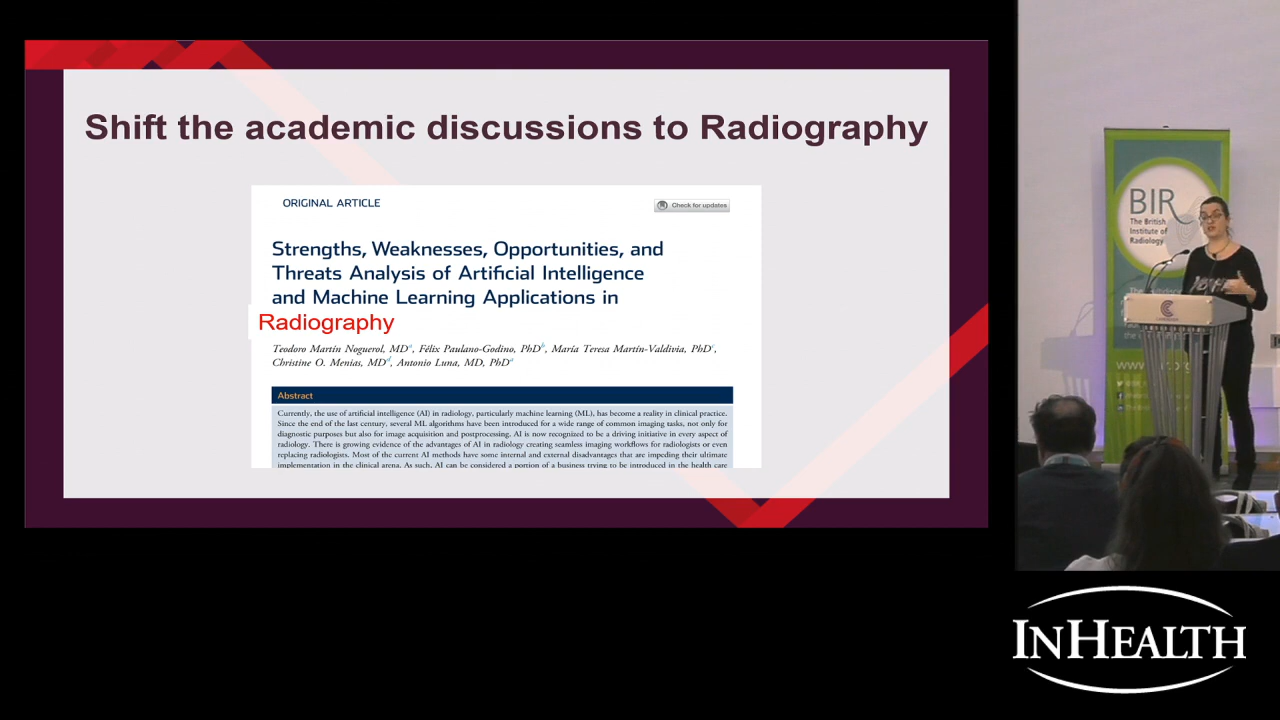 Shift the academic discussions to Radiography
ORIGINAL ARTICLE
Check for updates
Strengths, Weaknesses, Opportunities, and
Threats Analysis of Artificial Intelligence
and Machine Learning Applications in
Radiography
Teodoro Martín Noguerol, MDa, Félix Paulano-Godino, PhDb, María Teresa Martín-Valdivia, PhDc,
Christine O. Menias, MDd, Antonio Luna, MD, PhDa
Abstract
Currently, the use of artificial intelligence (AI) in radiology, particularly machine learning (ML), has become a reality in clinical practice.
Since the end of the last century, several ML algorithms have been introduced for a wide range of common imaging tasks, not only for
diagnostic purposes but also for image acquisition and postprocessing. AI is now recognized to be a driving initiative in every aspect of
radiology. There is growing evidence of the advantages of AI in radiology creating seamless imaging workflows for radiologists or even
replacing radiologists. Most of the current AI methods have some internal and external disadvantages that are impeding their ultimate
implementation in the clinical arena. As such, AI can be considered a portion of a business trying to be introduced in the health care
BIR
The British
Institute of
Radiology
INHEALTH